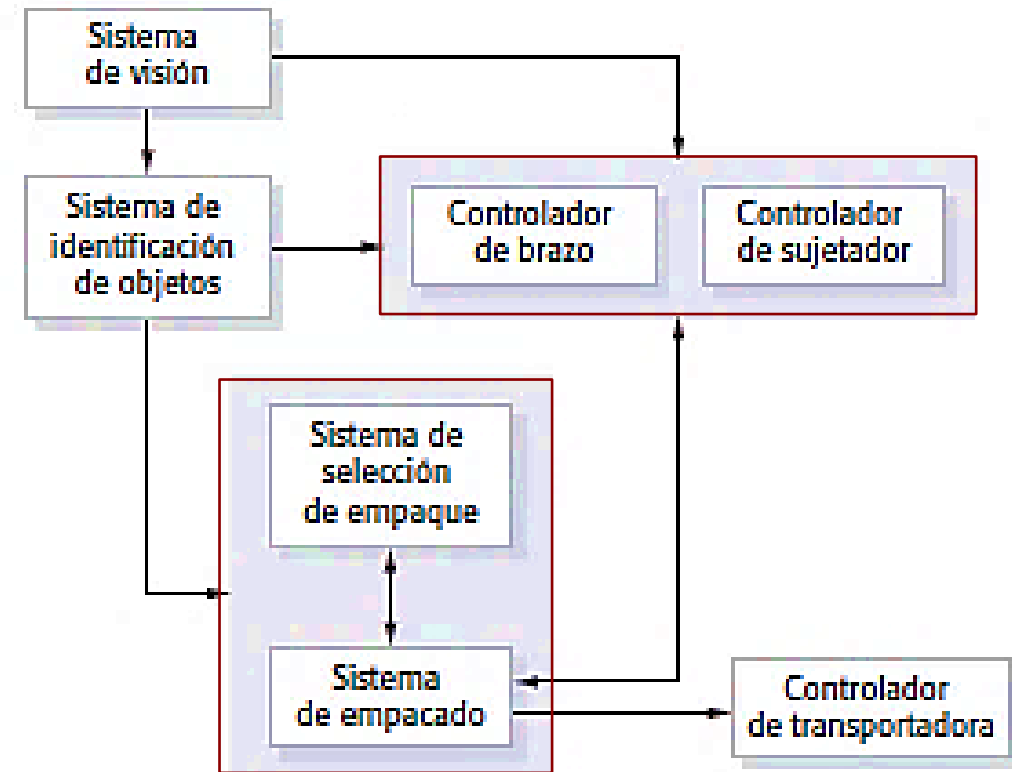 Sistema
de visión
Sistema de
identificación
de objetos
Controlador
de brazo
Controlador
de sujetador
Sistema de
selección
de empaque
Sistema
de empacado
Controlador
de transportadora